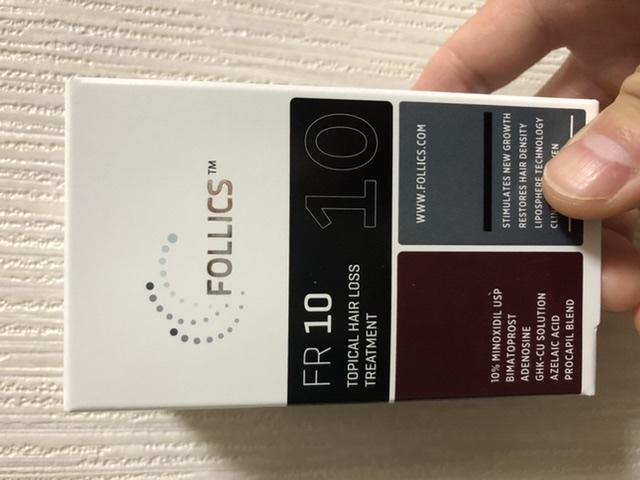 FOLLICS™
FR 10
TOPICAL HAIR LOSS
TREATMENT
10
10% MINOXIDIL USP
BIMATOPROST
ADENOSINE
GHK-CU SOLUTION
AZELAIC ACID
PROCAPIL BLEND
WWW.FOLLICS.COM
STIMULATES NEW GROWTH
RESTORES HAIR DENSITY
LIPOSPHERE TECHNOLOGY